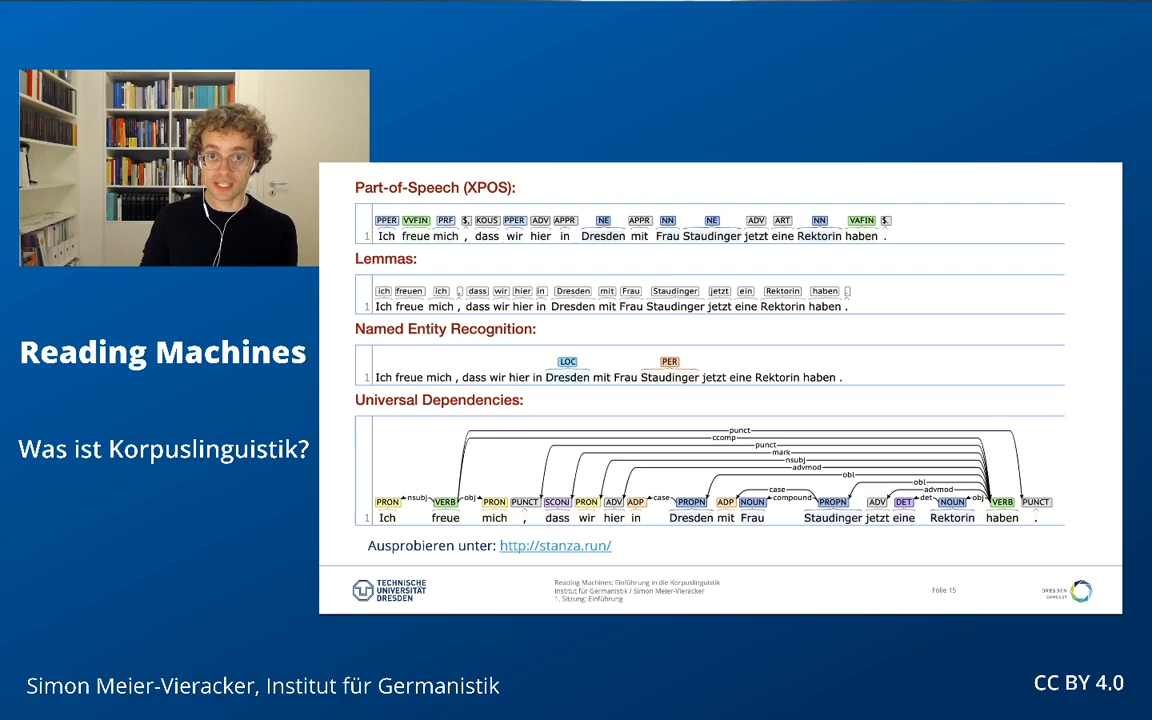 Reading Machines
Was ist Korpuslinguistik?
Part-of-Speech (XPOS):
PPER VVFIN PRF $, KOUS PPER ADV APPR NE APPR NN NE ADV ART NN VAFIN $.
1 Ich freue mich , dass wir hier in Dresden mit Frau Staudinger jetzt eine Rektorin haben .
Lemmas:
ich freuen ich , dass wir hier in Dresden mit Frau Staudinger jetzt ein Rektorin haben .
1 Ich freue mich , dass wir hier in Dresden mit Frau Staudinger jetzt eine Rektorin haben .
Named Entity Recognition:
LOC PER
1 Ich freue mich , dass wir hier in Dresden mit Frau Staudinger jetzt eine Rektorin haben .
Universal Dependencies:
punct
ccomp
punct
mark
nsubj
advmod
obl
obl
case advmod
nsubj obj case compound det obj
PRON VERB PRON PUNCT SCONJ PRON ADV ADP PROPN ADP NOUN PROPN ADV DET NOUN VERB PUNCT
1 Ich freue mich , dass wir hier in Dresden mit Frau Staudinger jetzt eine Rektorin haben .
Ausprobieren unter: http://stanza.run/
TECHNISCHE
UNIVERSITÄT
DRESDEN
Reading Machines: Einführung in die Korpuslinguistik
Institut für Germanistik / Simon Meier-Vieracker
1. Sitzung: Einführung
Folie 15
DRESDEN
concept
Simon Meier-Vieracker, Institut für Germanistik
CC BY 4.0